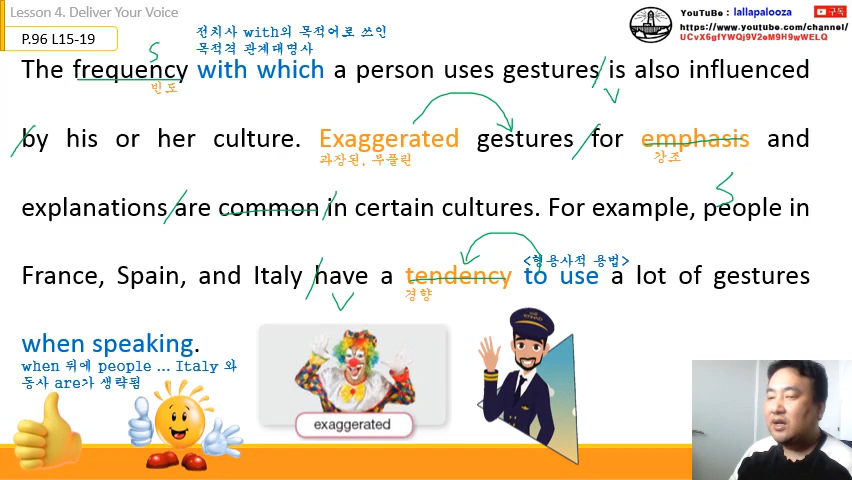 Lesson 4. Deliver Your Voice
P.96 L15-19
전치사 with의 목적어로 쓰인
목적격 관계대명사
YouTuBe : lallapalooza
구독
https://www.youtube.com/channel/
UCvX6gfYWQj9V2eM9H9wWELQ
S
The frequency with which a person uses gestures is also influenced
빈도
V
by his or her culture. Exaggerated gestures for emphasis and
과장된, 부풀린
강조
S
explanations are common in certain cultures. For example, people in
<형용사적 용법>
France, Spain, and Italy have a tendency to use a lot of gestures
경향
V
when speaking.
when 뒤에 people ... Italy 와
동사 are가 생략됨
exaggerated